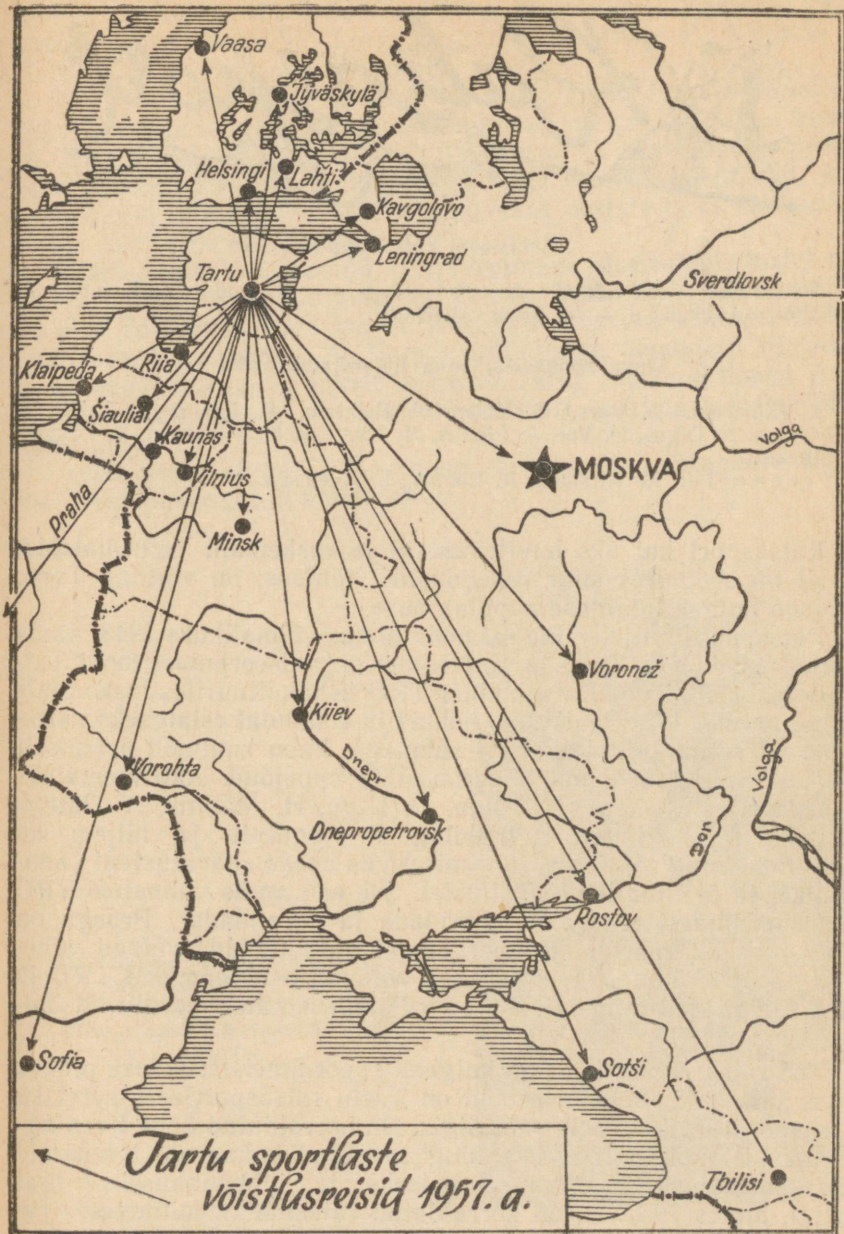 Vaasa
Jyväskylä
Helsingi
Lahti
Kavgolovo
Leningrad
Tartu
Sverdlovsk
Riia
Klaipeda
Šiauliai
Kaunas
Volga
Vilnius
MOSKVA
Praha
Minsk
Voronež
Kiiev
Dnepr
Vorohta
Volga
Dnepropetrovsk
Don
Rostov
Sofia
Sotši
Tbilisi
Tartu sportlaste
võistlusreisid 1957. a.